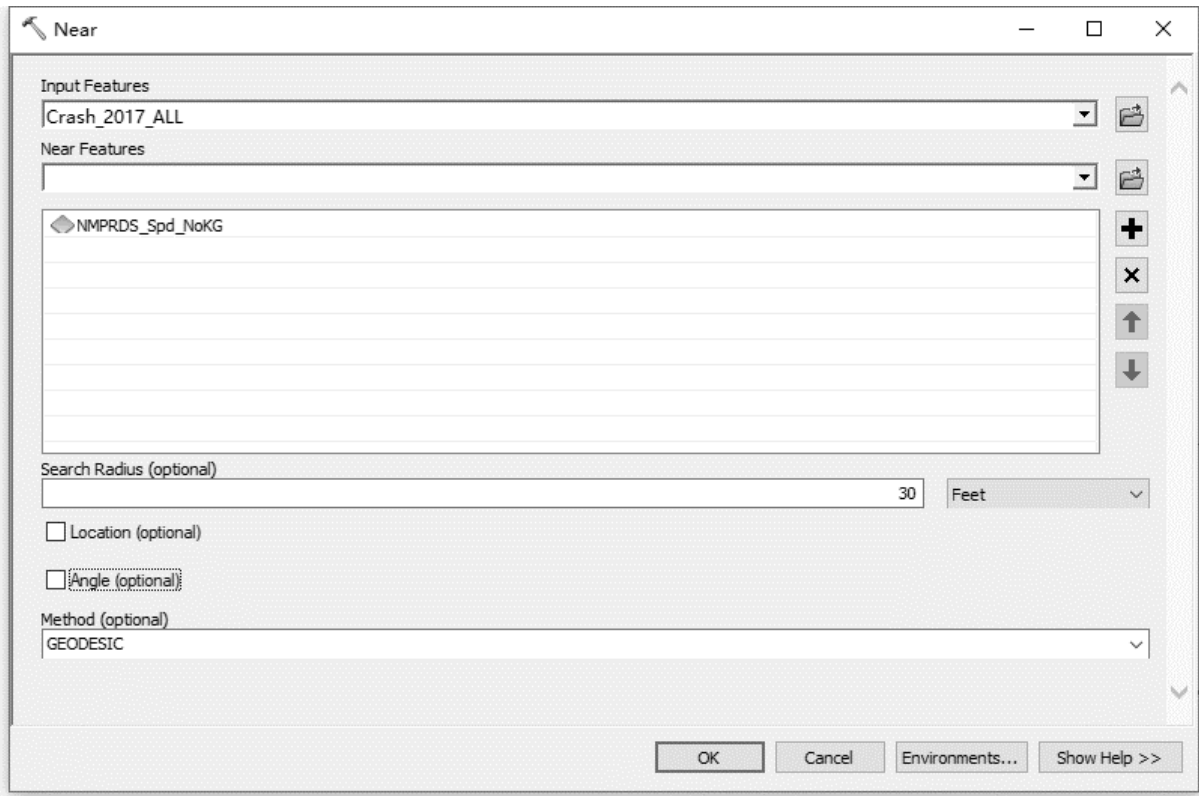 Near
Input Features
Crash_2017_ALL
Near Features
NMPRDS_Spd_NoKG
Search Radius (optional)
30 Feet
Location (optional)
Angle (optional)
Method (optional)
GEODESIC
OK Cancel Environments... Show Help >>